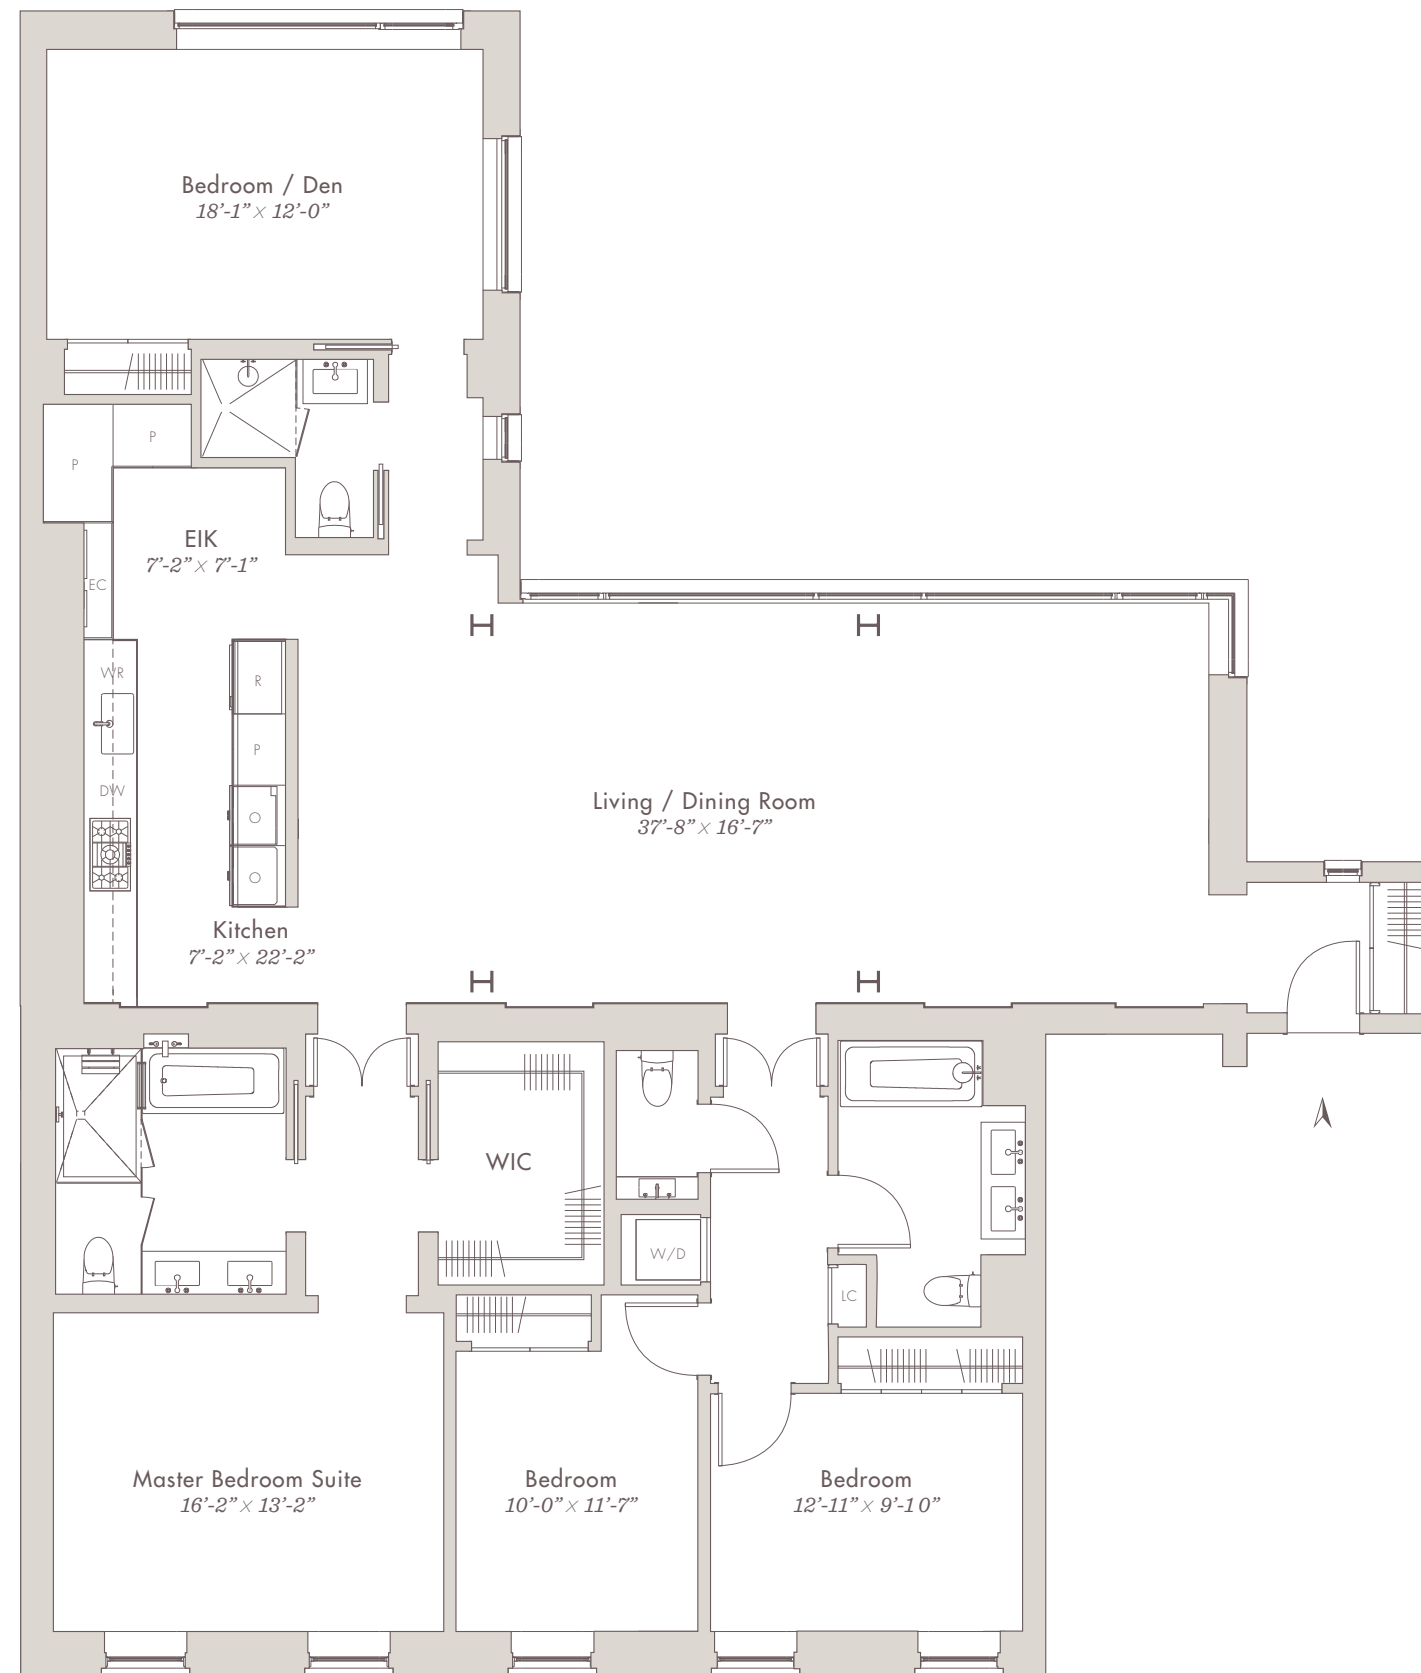 Bedroom / Den
18’-1” × 12’-0”
P
P
EIK
7’-2” × 7’-1”
EC
WR
R
P
DW
Living / Dining Room
37’-8” × 16’-7”
Kitchen
7’-2” × 22’-2”
WIC
W/D
LC
Master Bedroom Suite
16’-2” × 13’-2”
Bedroom
10’-0” × 11’-7”
Bedroom
12’-11” × 9’-10”